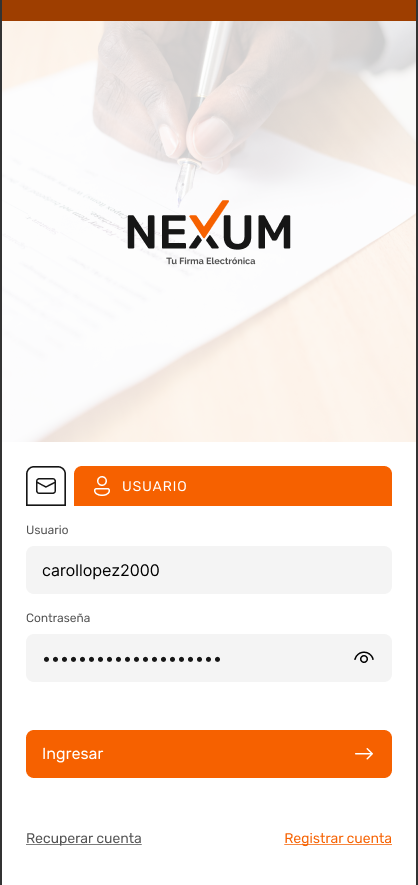 NEXUM
Tu Firma Electrónica
USUARIO
Usuario
carollopez2000
Contraseña
••••••••••••••••••••
Ingresar
Recuperar cuenta
Registrar cuenta